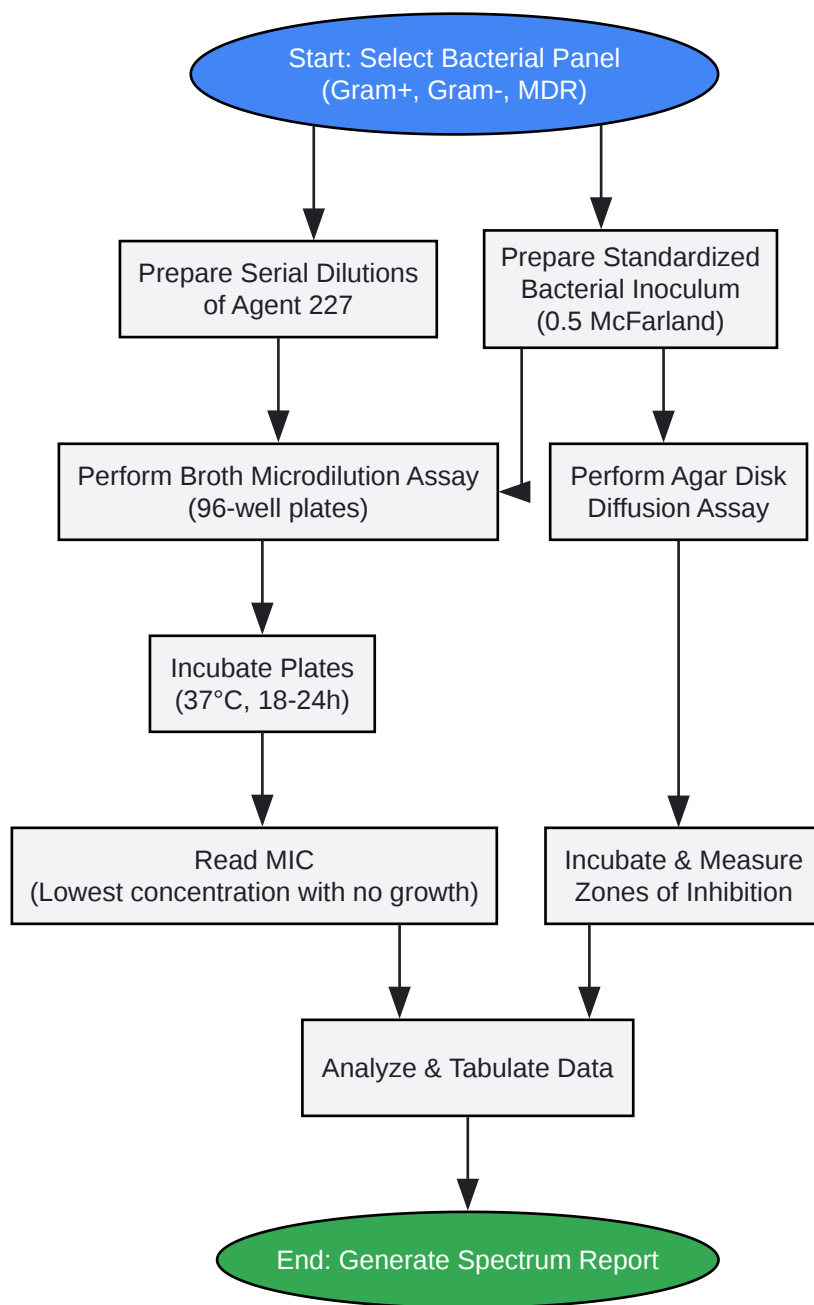 Start: Select Bacterial Panel
(Gram+, Gram-, MDR)
Prepare Serial Dilutions
of Agent 227
Prepare Standardized
Bacterial Inoculum
(0.5 McFarland)
Perform Broth Microdilution Assay
(96-well plates)
Perform Agar Disk
Diffusion Assay
Incubate Plates
(37°C, 18-24h)
Read MIC
(Lowest concentration with no growth)
Incubate & Measure
Zones of Inhibition
Analyze & Tabulate Data
End: Generate Spectrum Report